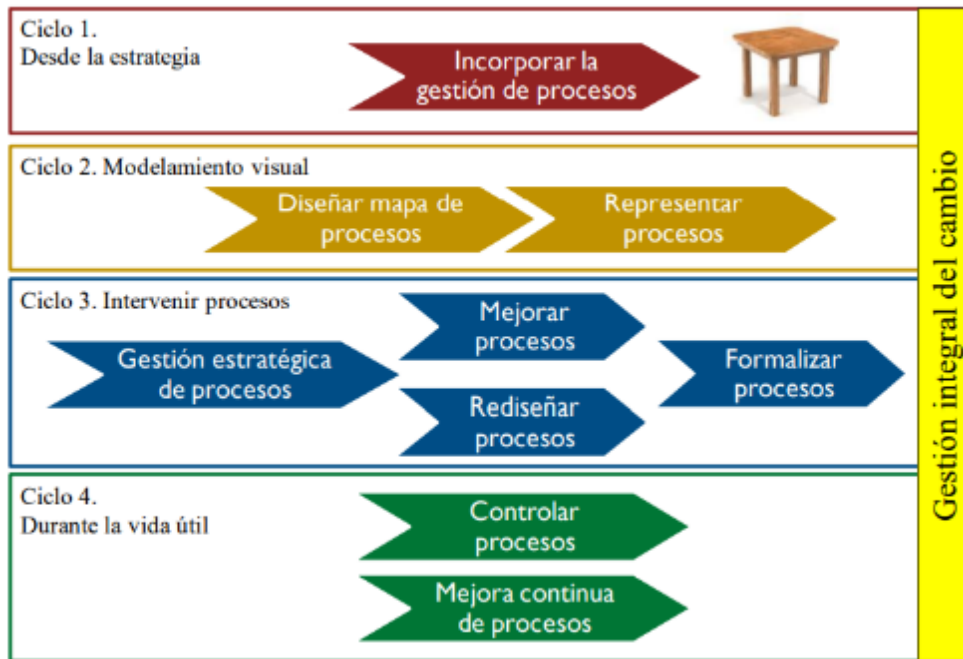 Ciclo 1.
Desde la estrategia
Incorporar la
gestión de procesos
Ciclo 2. Modelamiento visual
Diseñar mapa de
procesos
Representar
procesos
Ciclo 3. Intervenir procesos
Gestión estratégica
de procesos
Mejorar
procesos
Rediseñar
procesos
Formalizar
procesos
Ciclo 4.
Durante la vida útil
Controlar
procesos
Mejora continua
de procesos
Gestión integral del cambio